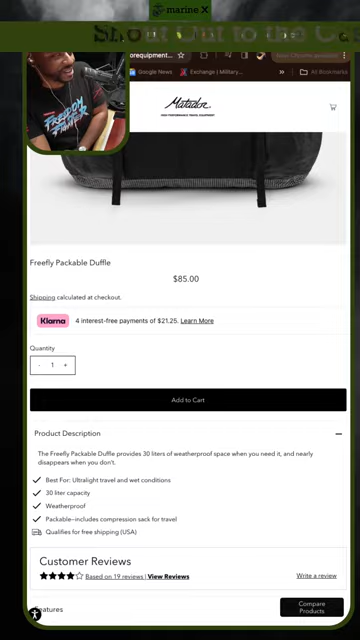 marine X
Shout Out to the Ca
orequipment...
Google News
Exchange | Military...
»
All Bookmarks
Matador
HIGH PERFORMANCE TRAVEL EQUIPMENT
FREEDOM
FIGHTER
Freefly Packable Duffle
$85.00
Shipping calculated at checkout.
Klarna 4 interest-free payments of $21.25. Learn More
Quantity
- 1 +
Add to Cart
Product Description
The Freefly Packable Duffle provides 30 liters of weatherproof space when you need it, and nearly
disappears when you don't.
Best For: Ultralight travel and wet conditions
30 liter capacity
Weatherproof
Packable–includes compression sack for travel
Qualifies for free shipping (USA)
Customer Reviews
Based on 19 reviews | View Reviews
Write a review
Features
Compare
Products